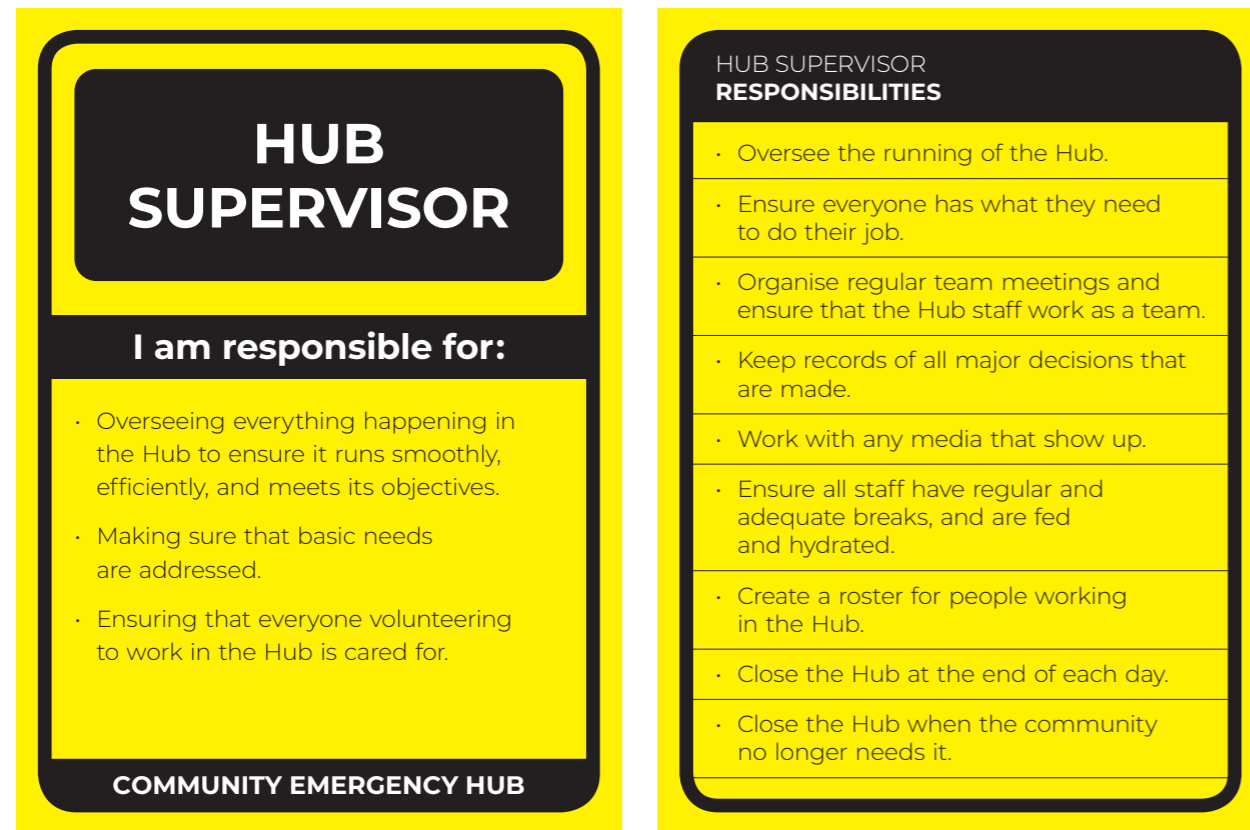 HUB
SUPERVISOR
I am responsible for:
· Overseeing everything happening in
the Hub to ensure it runs smoothly,
efficiently, and meets its objectives.
· Making sure that basic needs
are addressed.
· Ensuring that everyone volunteering
to work in the Hub is cared for.
COMMUNITY EMERGENCY HUB
HUB SUPERVISOR
RESPONSIBILITIES
· Oversee the running of the Hub.
· Ensure everyone has what they need
to do their job.
· Organise regular team meetings and
ensure that the Hub staff work as a team.
· Keep records of all major decisions that
are made.
· Work with any media that show up.
· Ensure all staff have regular and
adequate breaks, and are fed
and hydrated.
· Create a roster for people working
in the Hub.
· Close the Hub at the end of each day.
· Close the Hub when the community
no longer needs it.